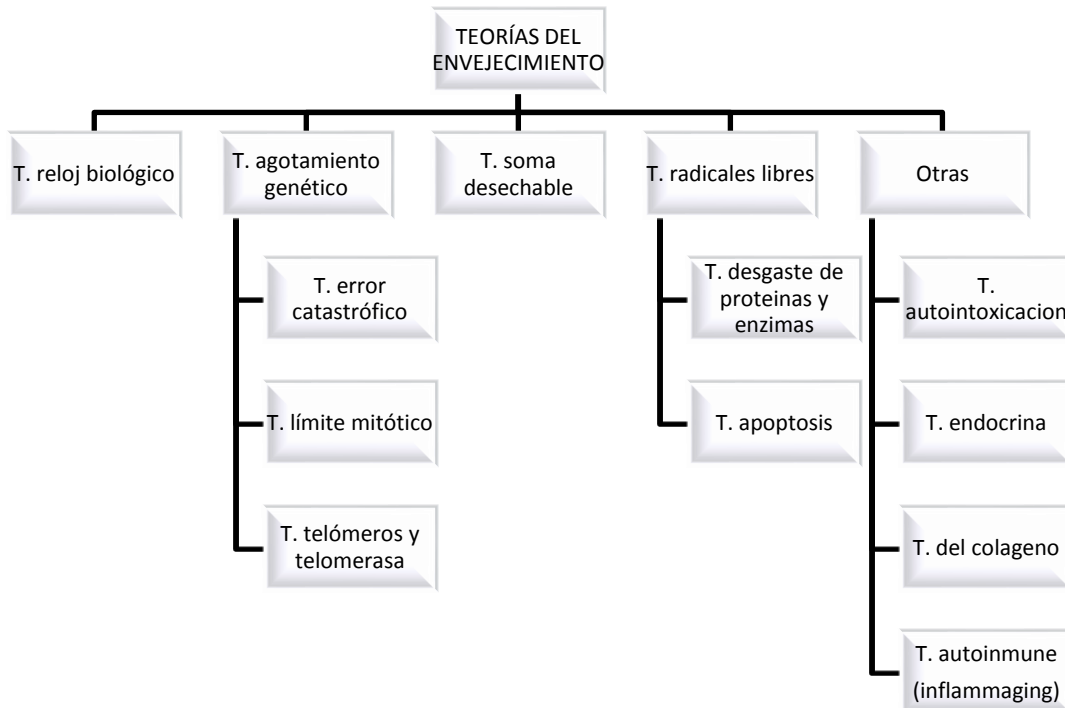 TEORÍAS DEL
ENVEJECIMIENTO
T. reloj biológico
T. agotamiento
genético
T. soma
desechable
T. radicales libres
Otras
T. error
catastrófico
T. límite mitótico
T. telómeros y
telomerasa
T. desgaste de
proteinas y
enzimas
T. apoptosis
T.
autointoxicacion
T. endocrina
T. del colageno
T. autoinmune
(inflammaging)